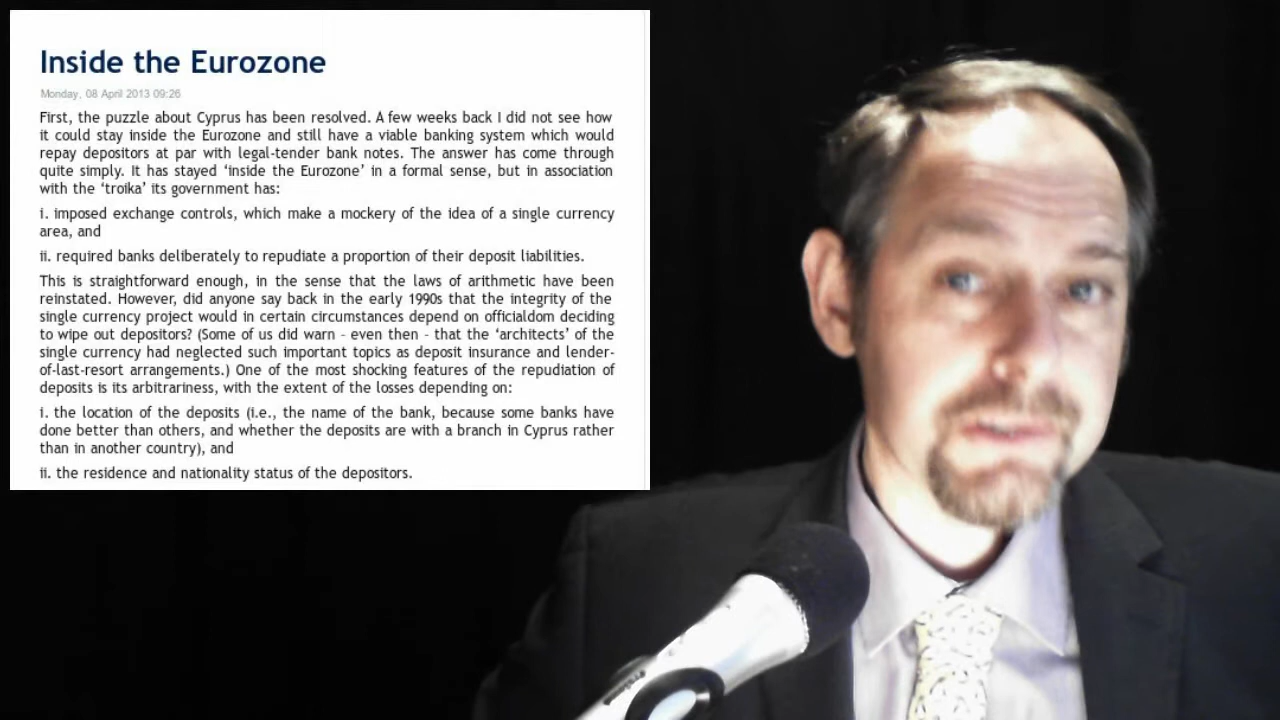 Inside the Eurozone
Monday, 08 April 2013 09:26
First, the puzzle about Cyprus has been resolved. A few weeks back I did not see how
it could stay inside the Eurozone and still have a viable banking system which would
repay depositors at par with legal-tender bank notes. The answer has come through
quite simply. It has stayed ‘inside the Eurozone’ in a formal sense, but in association
with the ‘troika’ its government has:
i. imposed exchange controls, which make a mockery of the idea of a single currency
area, and
ii. required banks deliberately to repudiate a proportion of their deposit liabilities.
This is straightforward enough, in the sense that the laws of arithmetic have been
reinstated. However, did anyone say back in the early 1990s that the integrity of the
single currency project would in certain circumstances depend on officialdom deciding
to wipe out depositors? (Some of us did warn – even then – that the ‘architects’ of the
single currency had neglected such important topics as deposit insurance and lender-
of-last-resort arrangements.) One of the most shocking features of the repudiation of
deposits is its arbitrariness, with the extent of the losses depending on:
i. the location of the deposits (i.e., the name of the bank, because some banks have
done better than others, and whether the deposits are with a branch in Cyprus rather
than in another country), and
ii. the residence and nationality status of the depositors.